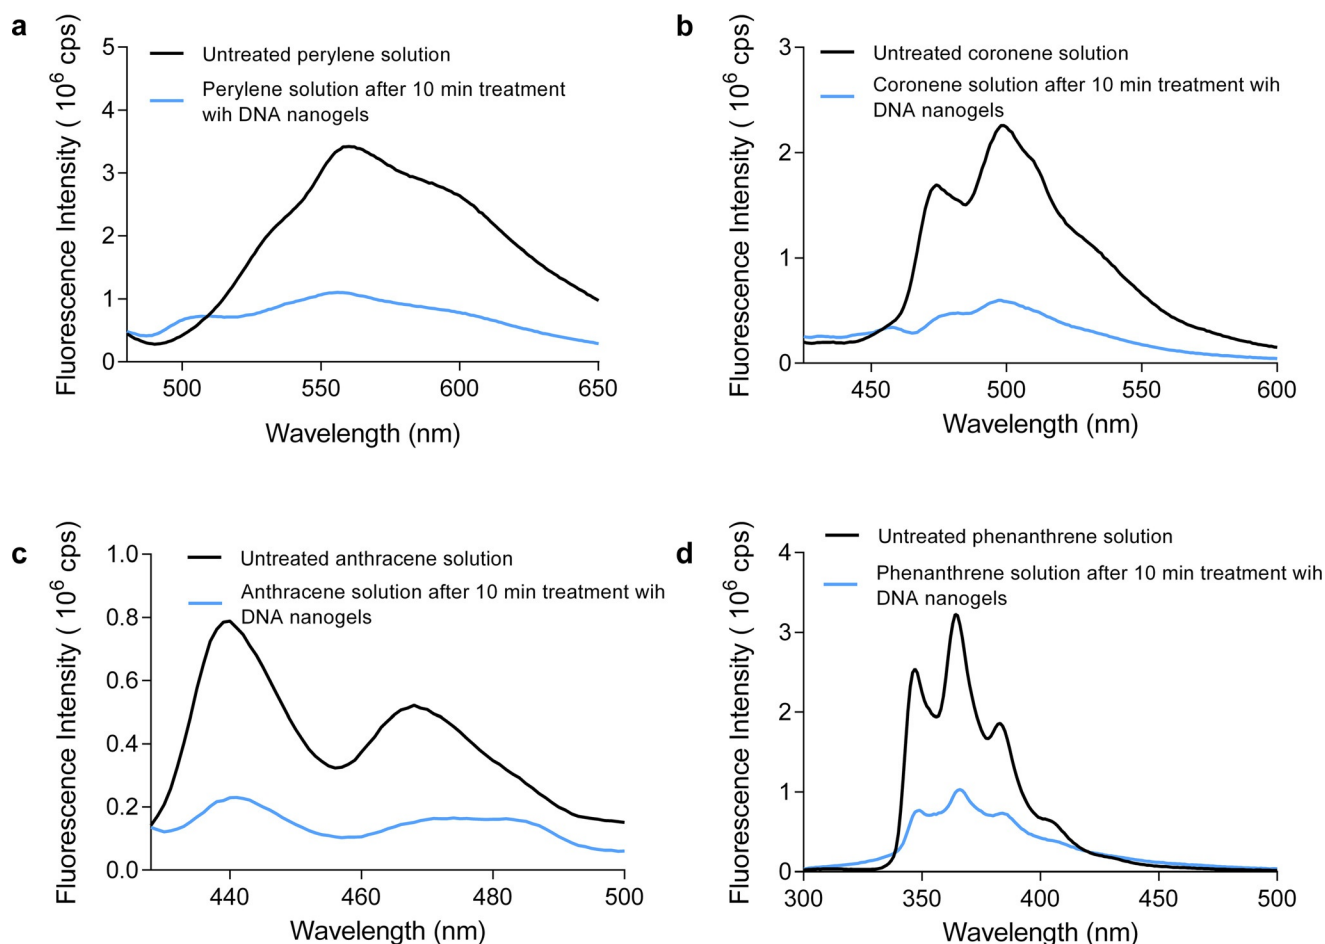 a
Fluorescence Intensity ( 10⁶ cps)
5
4
3
2
1
0
Untreated perylene solution
Perylene solution after 10 min treatment
wih DNA nanogels
500
550
600
650
Wavelength (nm)
b
Fluorescence Intensity ( 10⁶ cps)
3
2
1
0
Untreated coronene solution
Coronene solution after 10 min treatment wih
DNA nanogels
450
500
550
600
Wavelength (nm)
c
Fluorescence Intensity ( 10⁶ cps)
1.0
0.8
0.6
0.4
0.2
0.0
Untreated anthracene solution
Anthracene solution after 10 min treatment wih
DNA nanogels
440
460
480
500
Wavelength (nm)
d
Fluorescence Intensity ( 10⁶ cps)
4
3
2
1
0
Untreated phenanthrene solution
Phenanthrene solution after 10 min treatment wih
DNA nanogels
300
350
400
450
500
Wavelength (nm)